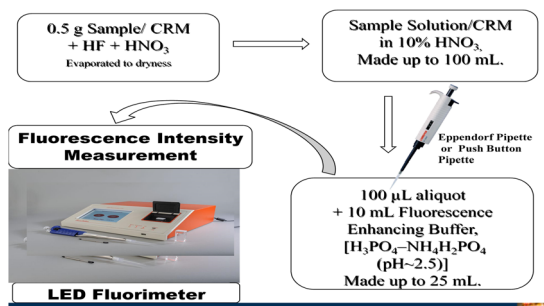 0.5 g Sample/ CRM
+ HF + HNO₃
Evaporated to dryness
Sample Solution/CRM
in 10% HNO₃,
Made up to 100 mL.
Eppendorf Pipette
or Push Button
Pipette
100 µL aliquot
+ 10 mL Fluorescence
Enhancing Buffer,
[H₃PO₄–NH₄H₂PO₄
(pH~2.5)]
Made up to 25 mL.
Fluorescence Intensity
Measurement
LED Fluorimeter